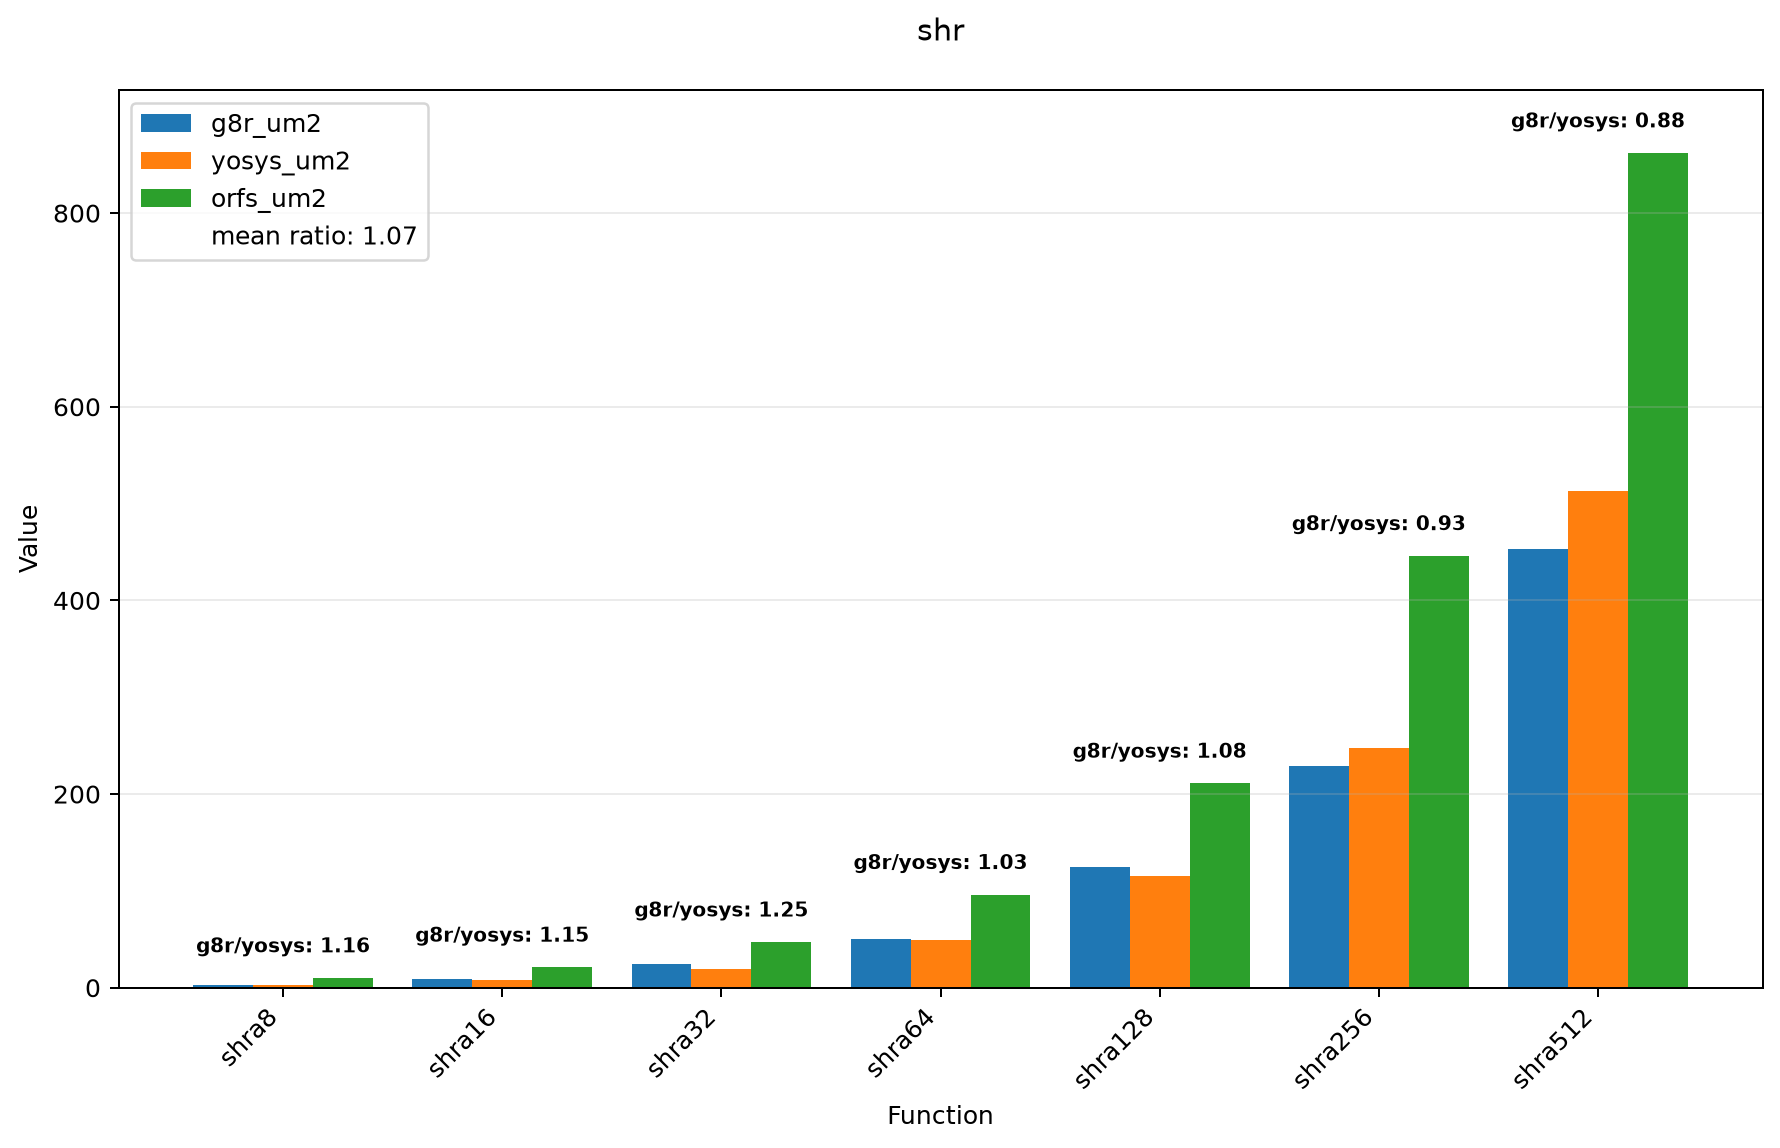 shr
g8r_um2
yosys_um2
orfs_um2
mean ratio: 1.07
g8r/yosys: 1.16
g8r/yosys: 1.15
g8r/yosys: 1.25
g8r/yosys: 1.03
g8r/yosys: 1.08
g8r/yosys: 0.93
g8r/yosys: 0.88
Value
800
600
400
200
0
shra8
shra16
shra32
shra64
shra128
shra256
shra512
Function